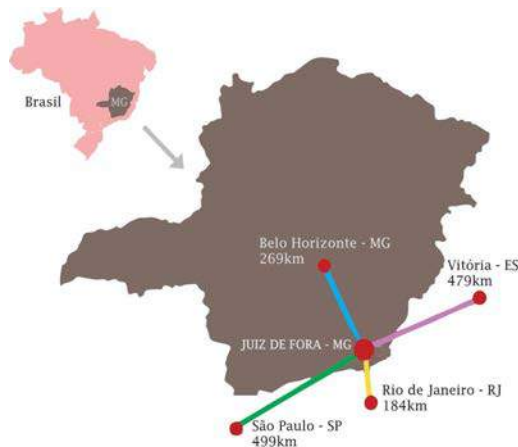 Brasil
MG
Belo Horizonte - MG
269km
Vitória - ES
479km
JUIZ DE FORA - MG
Rio de Janeiro - RJ
184km
São Paulo - SP
499km